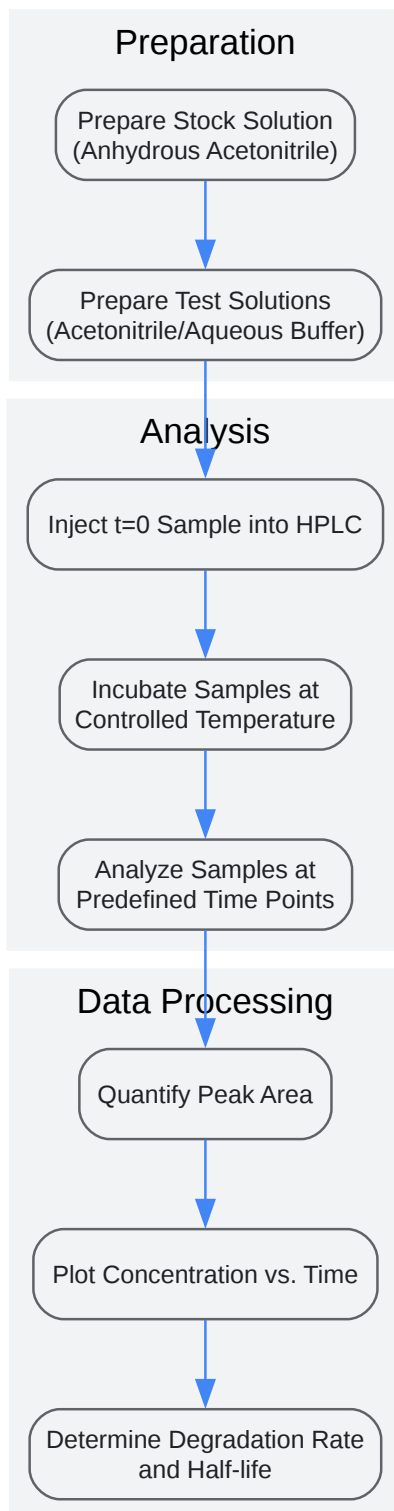 Preparation
Prepare Stock Solution
(Anhydrous Acetonitrile)
Prepare Test Solutions
(Acetonitrile/Aqueous Buffer)
Analysis
Inject t=0 Sample into HPLC
Incubate Samples at
Controlled Temperature
Analyze Samples at
Predefined Time Points
Data Processing
Quantify Peak Area
Plot Concentration vs. Time
Determine Degradation Rate
and Half-life